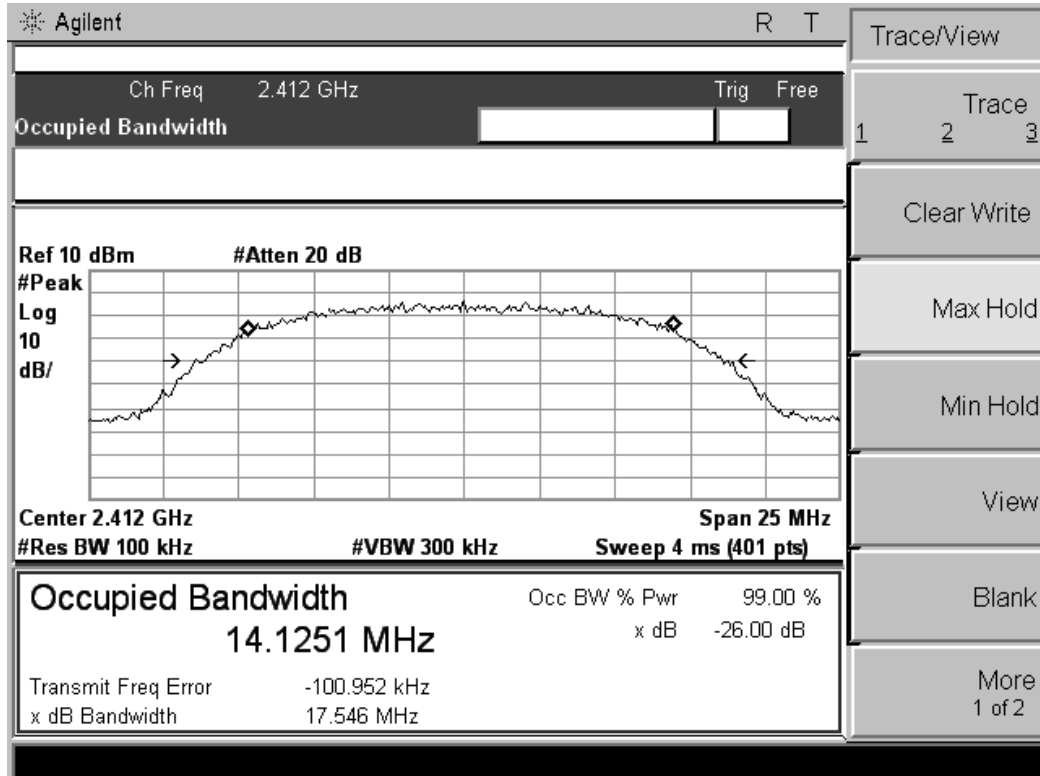 Agilent
R T
Trace/View
Ch Freq 2.412 GHz
Trig Free
Occupied Bandwidth
Trace
1 2 3
Clear Write
Ref 10 dBm #Atten 20 dB
#Peak
Log
10
dB/
Max Hold
Min Hold
View
Center 2.412 GHz Span 25 MHz
#Res BW 100 kHz #VBW 300 kHz Sweep 4 ms (401 pts)
Occupied Bandwidth
14.1251 MHz
Occ BW % Pwr 99.00 %
x dB -26.00 dB
Transmit Freq Error -100.952 kHz
x dB Bandwidth 17.546 MHz
Blank
More
1 of 2